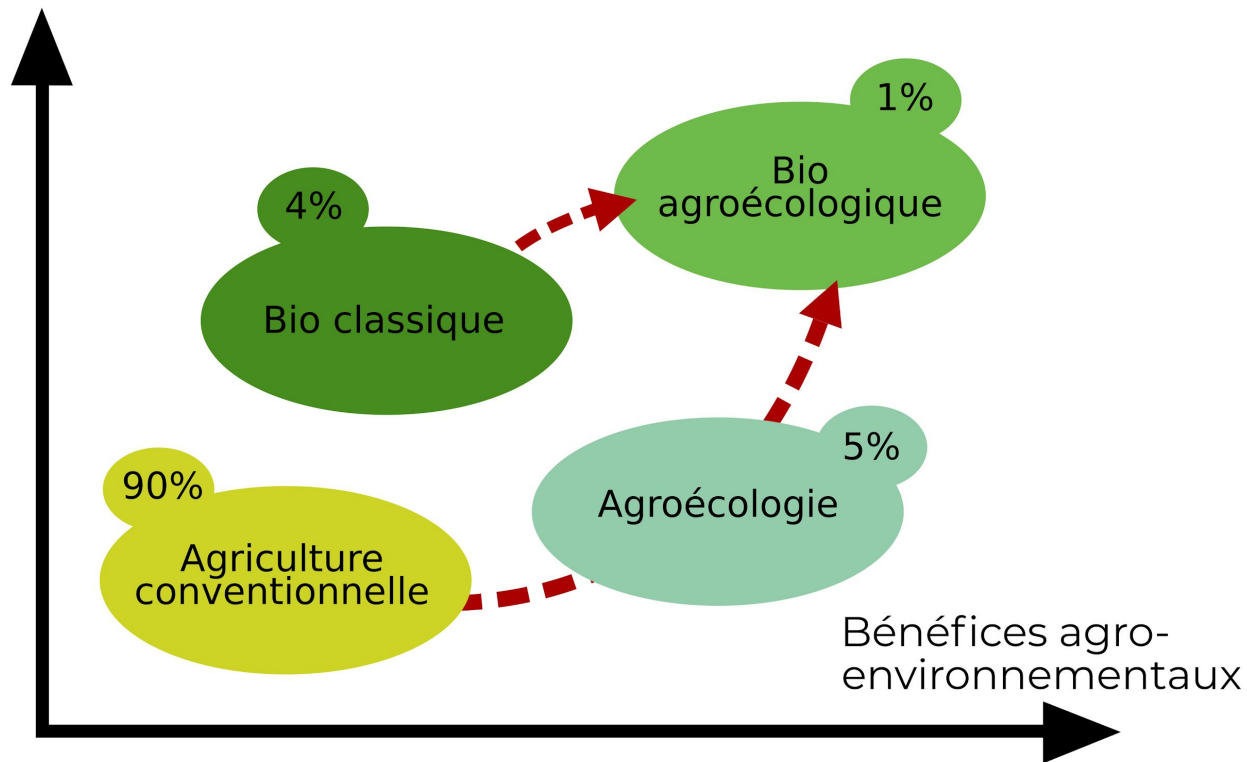 1%
Bio
agroécologique
4%
Bio classique
5%
Agroécologie
90%
Agriculture
conventionnelle
Bénéfices agro-
environnementaux